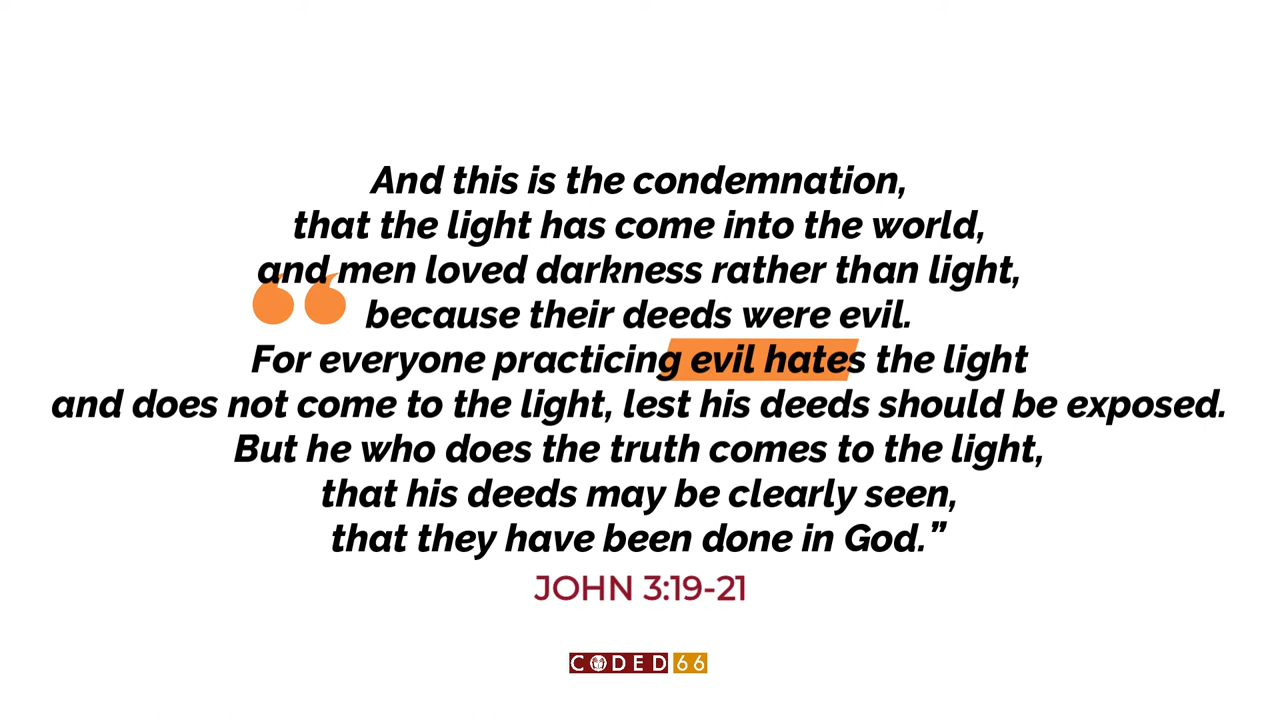 And this is the condemnation,
that the light has come into the world,
and men loved darkness rather than light,
because their deeds were evil.
For everyone practicing evil hates the light
and does not come to the light, lest his deeds should be exposed.
But he who does the truth comes to the light,
that his deeds may be clearly seen,
that they have been done in God.”
JOHN 3:19-21
CODED 66